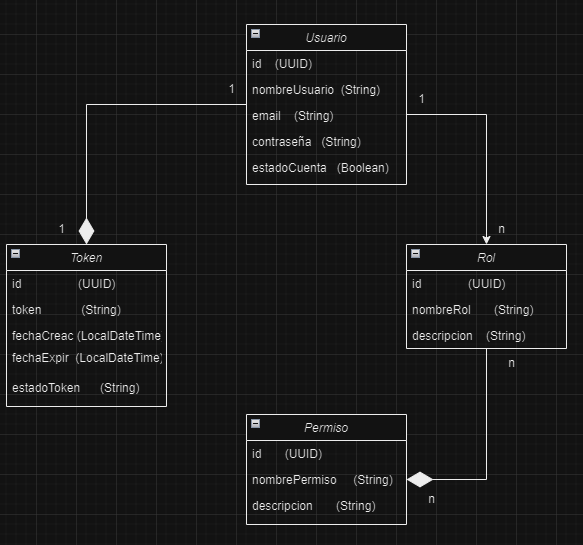 Usuario
id (UUID)
nombreUsuario (String)
email (String)
contraseña (String)
estadoCuenta (Boolean)
1
1
1
n
Token
id (UUID)
token (String)
fechaCreac (LocalDateTime
fechaExpir (LocalDateTime)
estadoToken (String)
Rol
id (UUID)
nombreRol (String)
descripcion (String)
n
Permiso
id (UUID)
nombrePermiso (String)
descripcion (String)
n